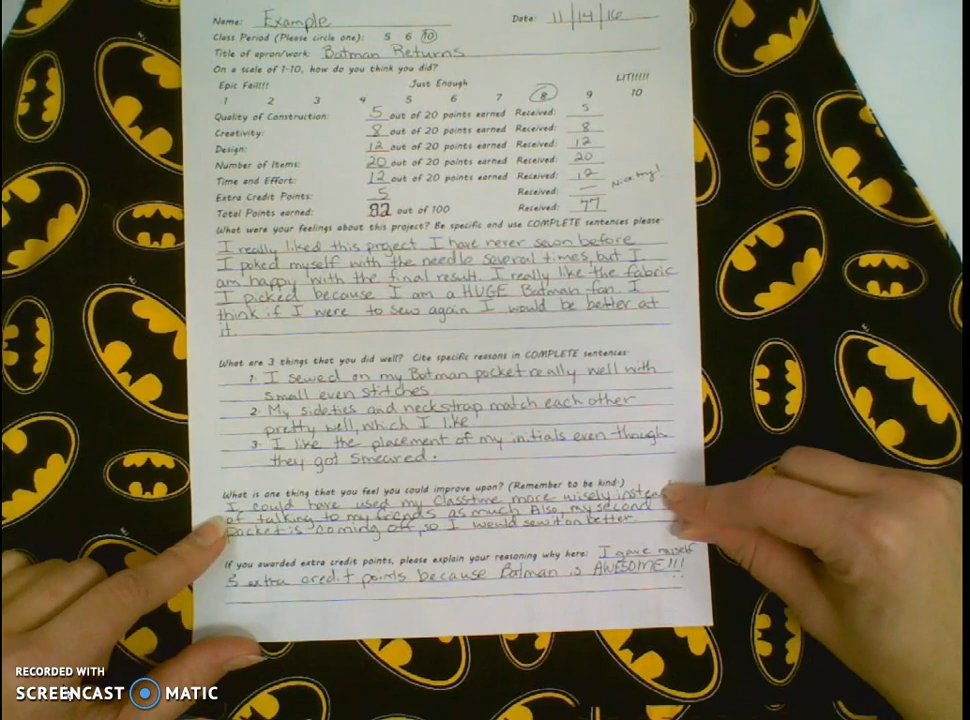 Name: Example Date: 11/14/16
Class Period (Please circle one): 5 6 10
Title of apron/work: Batman Returns
On a scale of 1-10, how do you think you did?
Epic Fail!!! Just Enough LIT!!!!!
1 2 3 4 5 6 7 8 9 10
Quality of Construction: 5 out of 20 points earned Received: 5
Creativity: 8 out of 20 points earned Received: 8
Design: 12 out of 20 points earned Received: 12
Number of Items: 20 out of 20 points earned Received: 20
Time and Effort: 12 out of 20 points earned Received: 12
Extra Credit Points: 5 Received: — Nice try!
Total Points earned: 82 out of 100 Received: 77
What were your feelings about this project? Be specific and use COMPLETE sentences please.
I really liked this project. I have never sewn before
I poked myself with the needle several times, but I
am happy with the final result. I really like the fabric
I picked because I am a HUGE Batman fan. I
think if I were to sew again I would be better at
it.
What are 3 things that you did well? Cite specific reasons in COMPLETE sentences.
1. I sewed on my Batman pocket really well with
small even stitches.
2. My side ties and neckstrap match each other
pretty well, which I like
3. I like the placement of my initials even though
they got smeared.
What is one thing that you feel you could improve upon? (Remember to be kind.)
I could have used my classtime more wisely instead
of talking to my friends as much. Also, my second
pocket is coming off, so I would sew it on better.
If you awarded extra credit points, please explain your reasoning why here: I gave myself
5 extra credit points because Batman is AWESOME!!!
RECORDED WITH
SCREENCAST MATIC